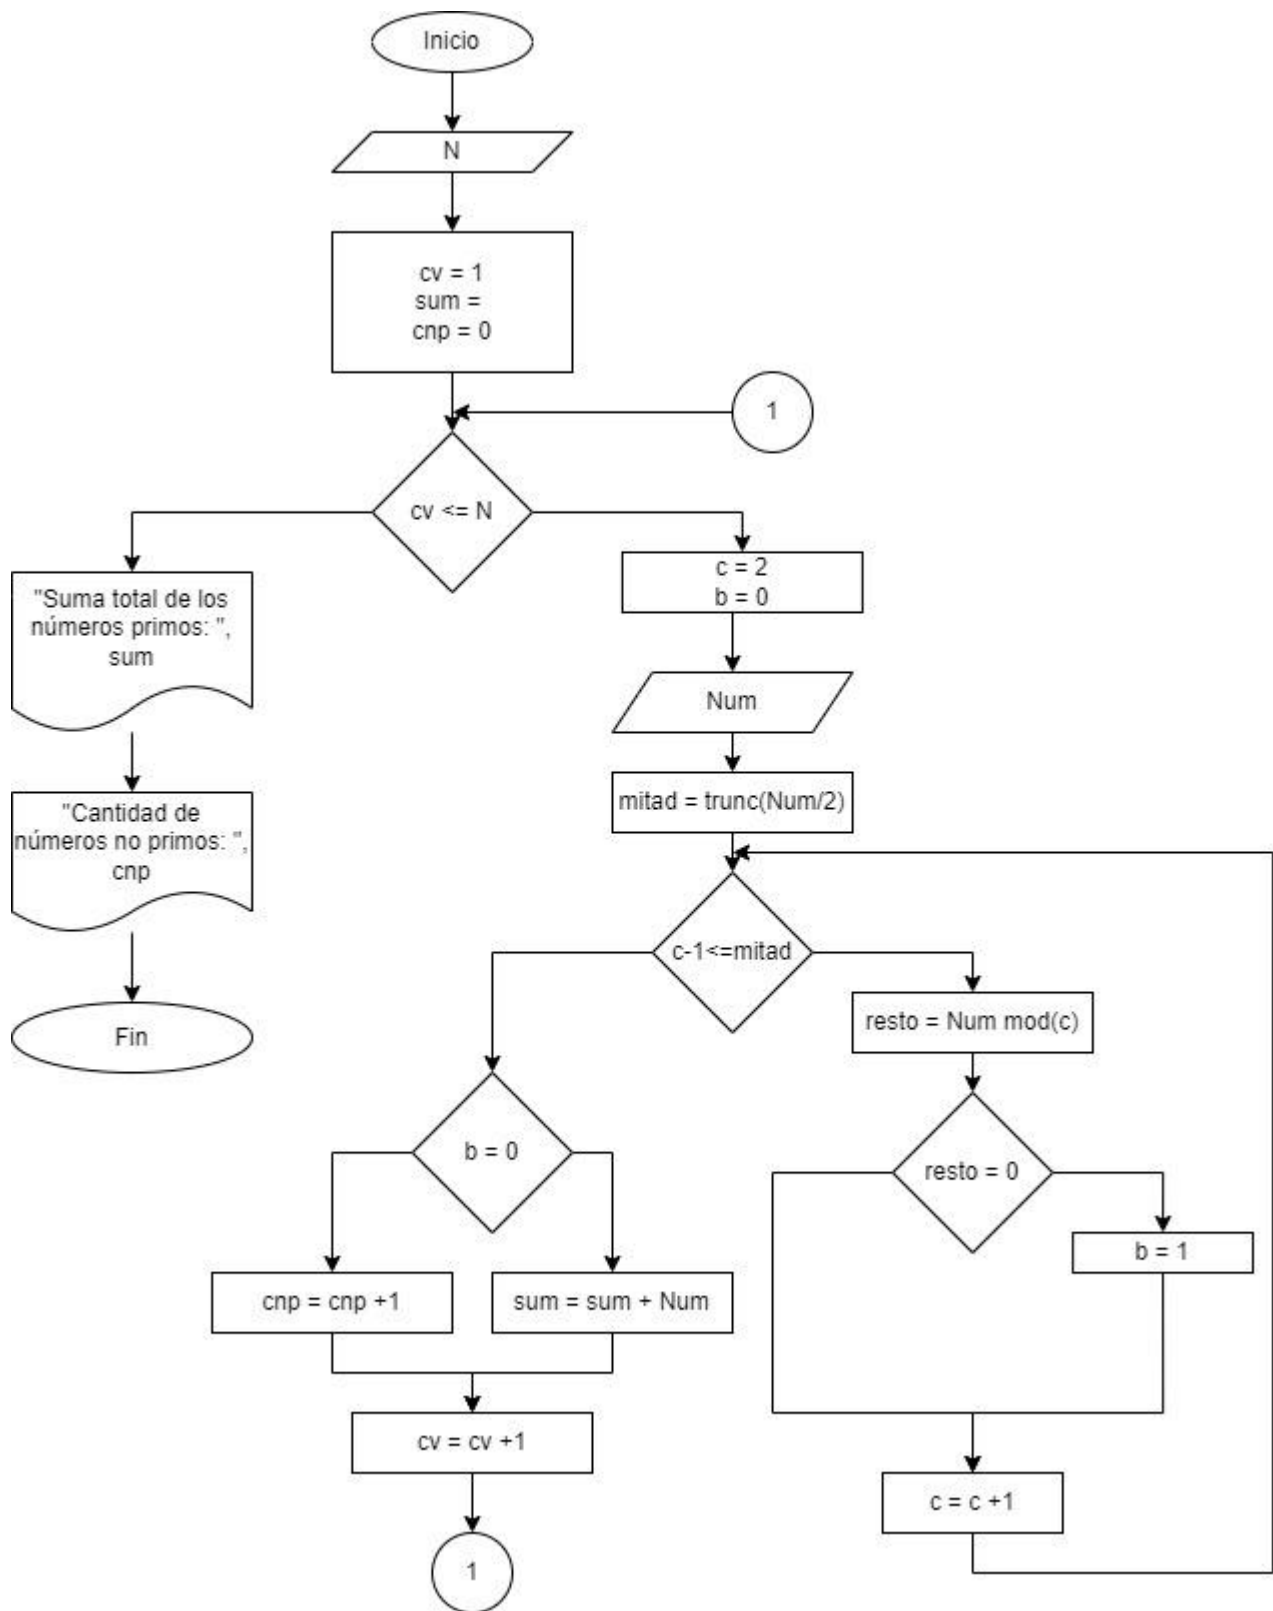 Inicio
N
cv = 1
sum =
cnp = 0
1
cv <= N
"Suma total de los
números primos: ",
sum
"Cantidad de
números no primos: ",
cnp
Fin
c = 2
b = 0
Num
mitad = trunc(Num/2)
c-1<=mitad
resto = Num mod(c)
resto = 0
b = 1
c = c +1
b = 0
cnp = cnp +1
sum = sum + Num
cv = cv +1
1